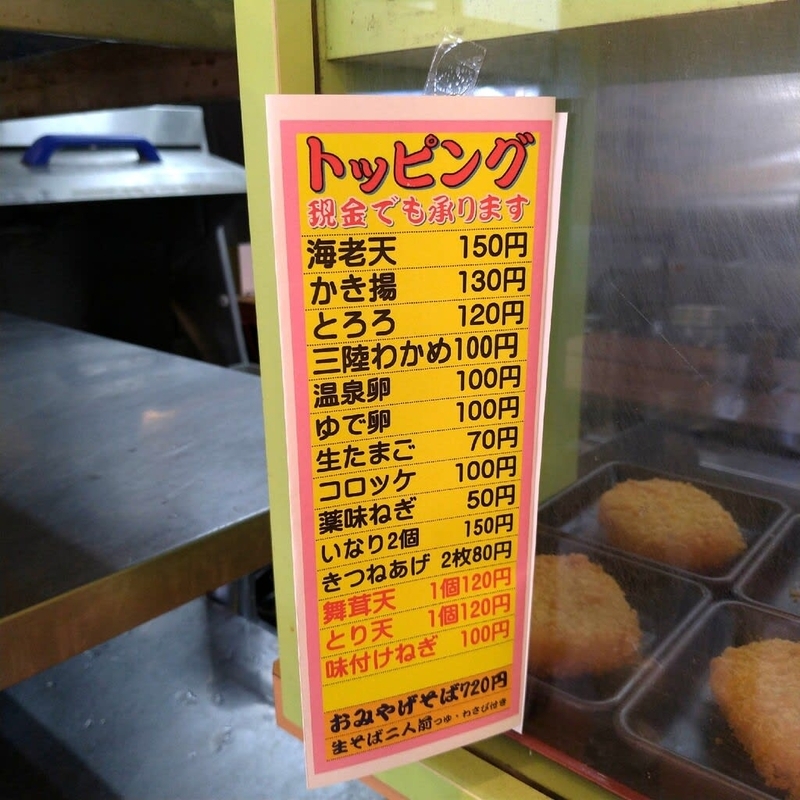 トッピング
現金でも承ります
海老天 150円
かき揚 130円
とろろ 120円
三陸わかめ100円
温泉卵 100円
ゆで卵 100円
生たまご 70円
コロッケ 100円
薬味ねぎ 50円
いなり2個 150円
きつねあげ 2枚80円
舞茸天 1個120円
とり天 1個120円
味付けねぎ 100円
おみやげそば720円
生そば二人前つゆ・わさび付き